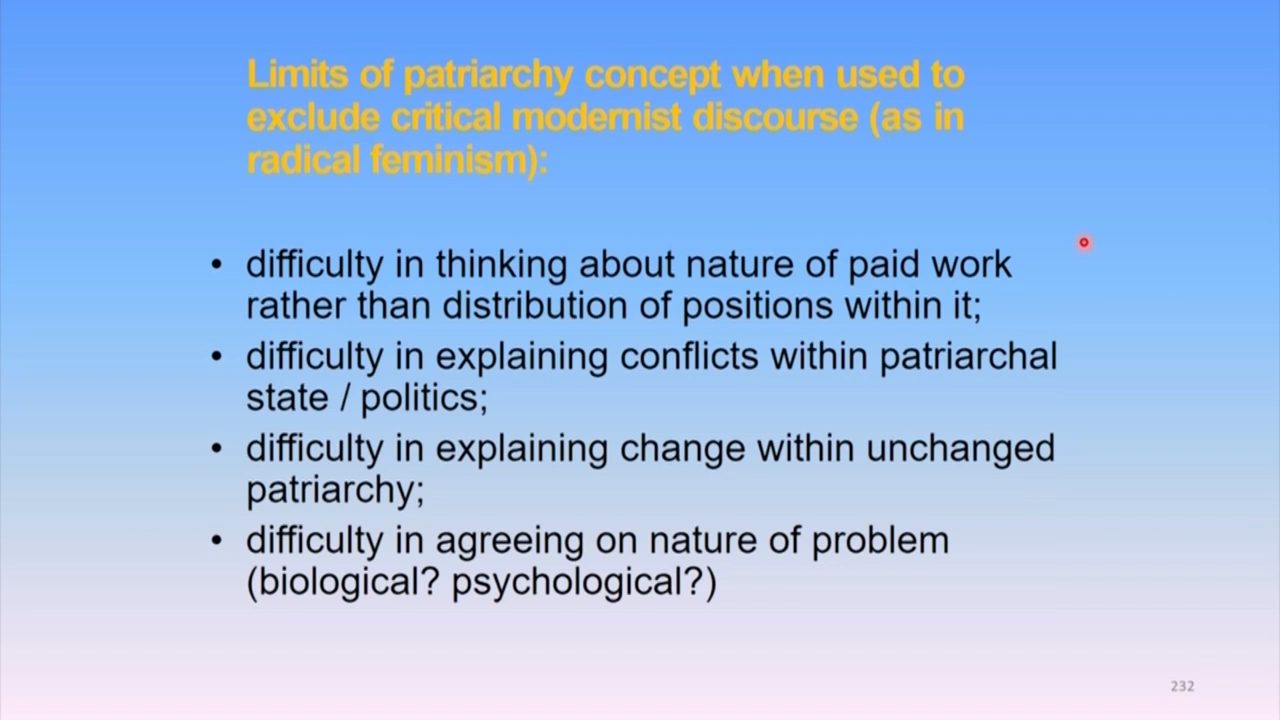 Limits of patriarchy concept when used to
exclude critical modernist discourse (as in
radical feminism):
• difficulty in thinking about nature of paid work
rather than distribution of positions within it;
• difficulty in explaining conflicts within patriarchal
state / politics;
• difficulty in explaining change within unchanged
patriarchy;
• difficulty in agreeing on nature of problem
(biological? psychological?)
232